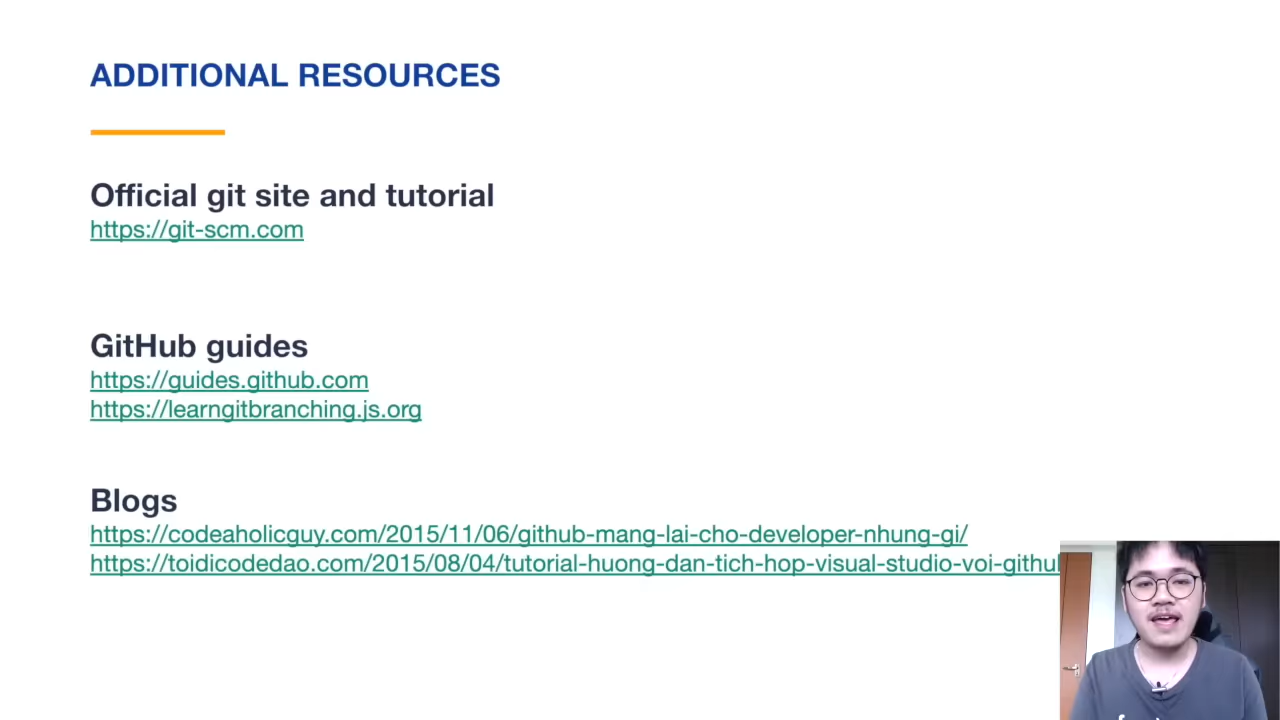 ADDITIONAL RESOURCES
Official git site and tutorial
https://git-scm.com
GitHub guides
https://guides.github.com
https://learngitbranching.js.org
Blogs
https://codeaholicguy.com/2015/11/06/github-mang-lai-cho-developer-nhung-gi/
https://toidicodedao.com/2015/08/04/tutorial-huong-dan-tich-hop-visual-studio-voi-githu